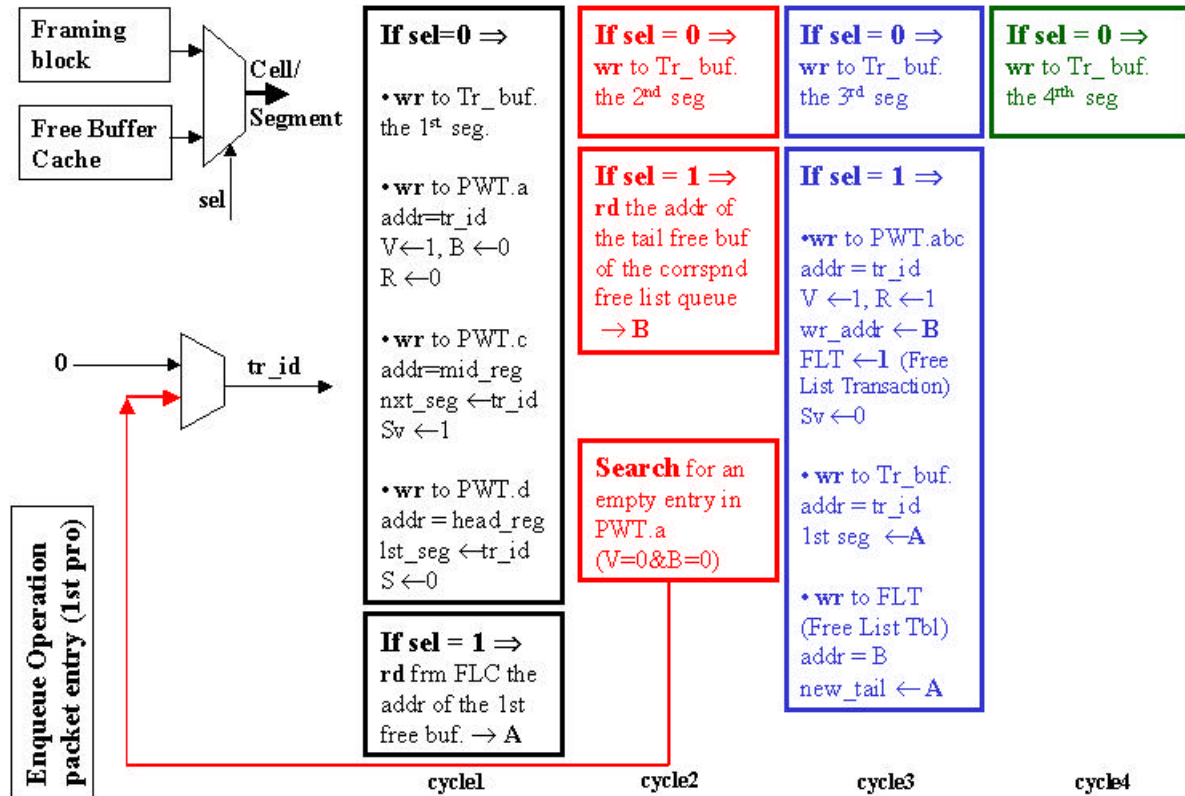 Framing
block
Free Buffer
Cache
Cell/
Segment
sel
0
tr_id
Enqueue Operation
packet entry (1st pro)
If sel=0 ⇒
• wr to Tr_ buf.
the 1st seg.
• wr to PWT.a
addr=tr_id
V←1, B ←0
R ←0
• wr to PWT.c
addr=mid_reg
nxt_seg ←tr_id
Sv ←1
• wr to PWT.d
addr = head_reg
lst_seg ←tr_id
S ←0
If sel = 1 ⇒
rd frm FLC the
addr of the 1st
free buf. → A
cycle1
If sel = 0 ⇒
wr to Tr_ buf.
the 2nd seg
If sel = 1 ⇒
rd the addr of
the tail free buf
of the corrspnd
free list queue
→ B
Search for an
empty entry in
PWT.a
(V=0&B=0)
cycle2
If sel = 0 ⇒
wr to Tr_ buf.
the 3rd seg
If sel = 1 ⇒
•wr to PWT.abc
addr = tr_id
V ←1, R ←1
wr_addr ← B
FLT ←1 (Free
List Transaction)
Sv ←0
• wr to Tr_buf.
addr = tr_id
1st seg ←A
• wr to FLT
(Free List Tbl)
addr = B
new_tail ← A
cycle3
If sel = 0 ⇒
wr to Tr_ buf.
the 4rth seg
cycle4